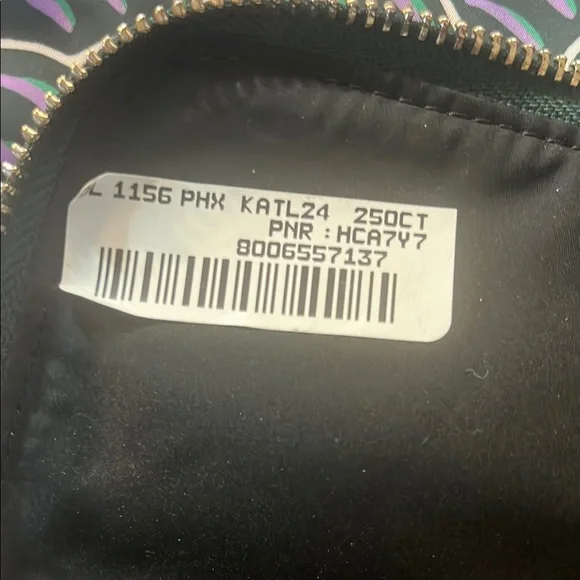 L 1156 PHX KATL24 25OCT
PNR :HCA7Y7
8006557137